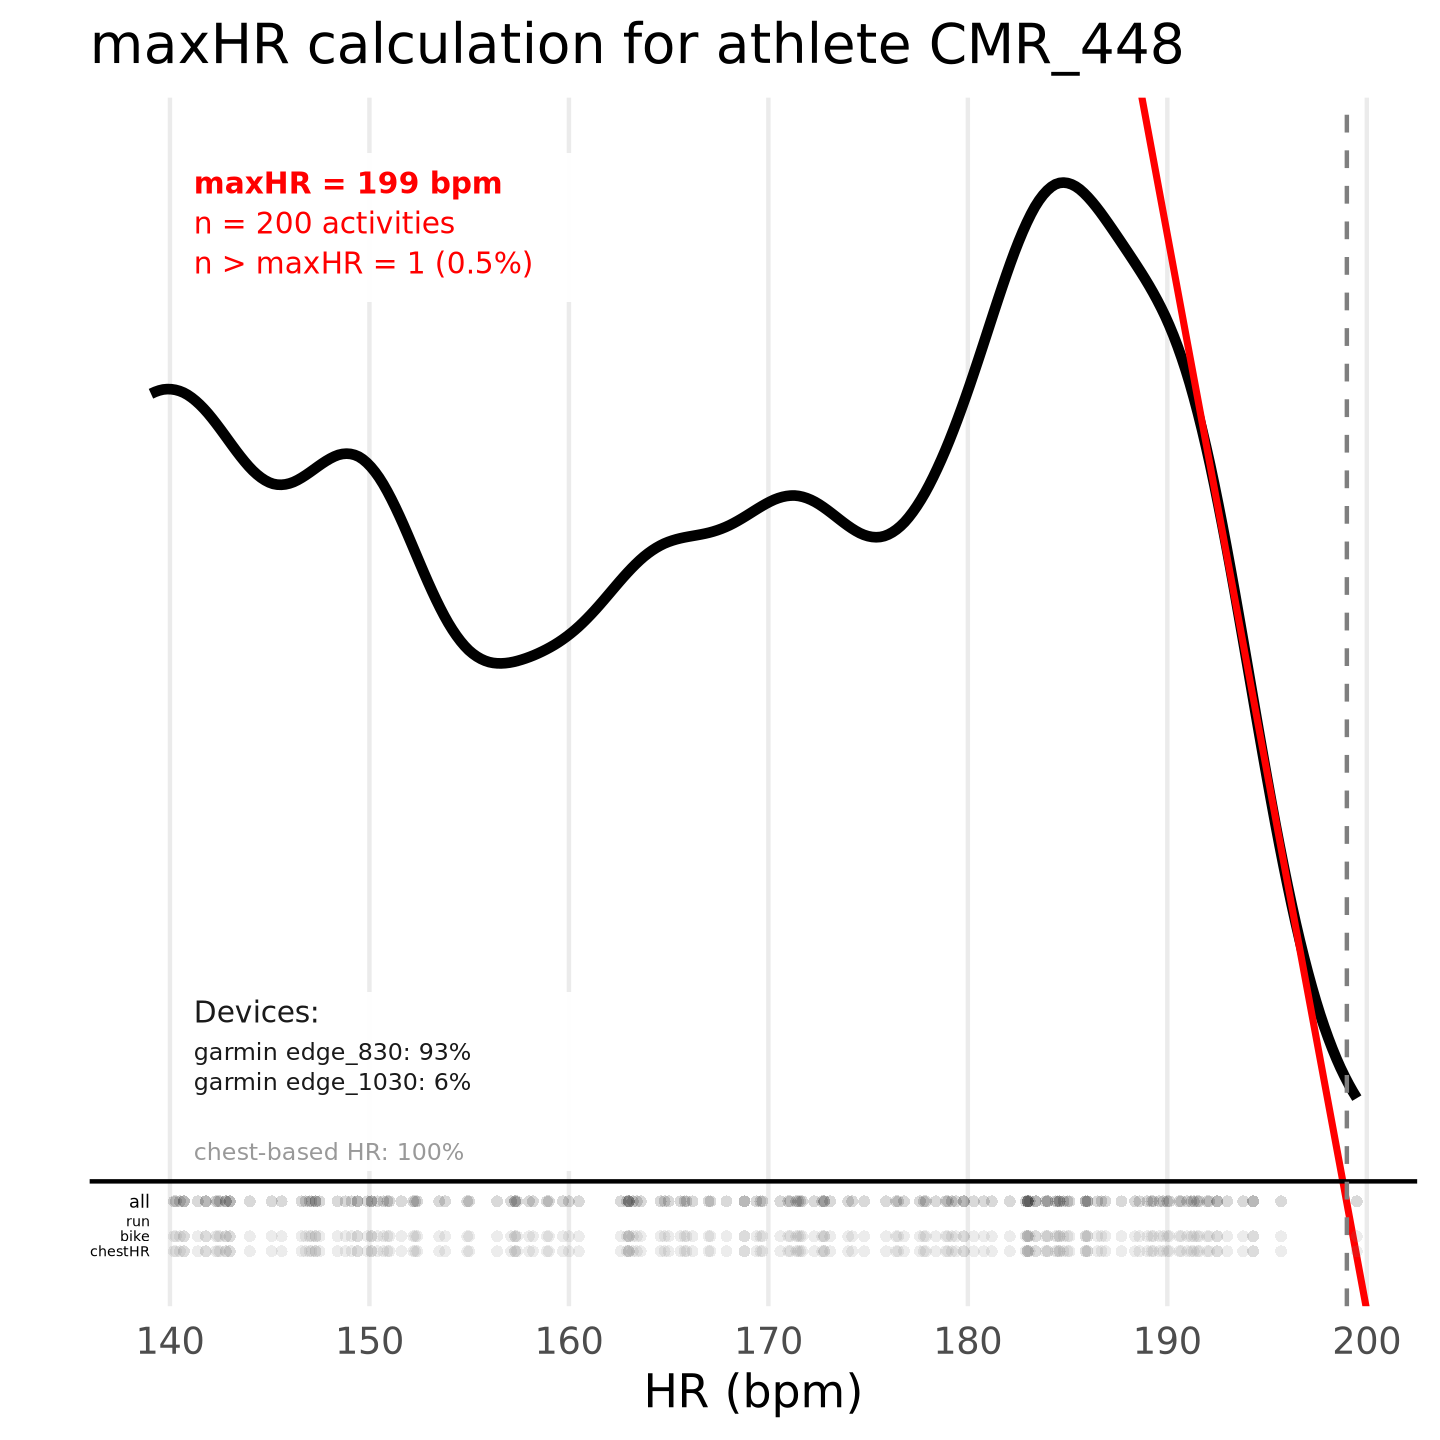 maxHR calculation for athlete CMR_448
maxHR = 199 bpm
n = 200 activities
n > maxHR = 1 (0.5%)
Devices:
garmin edge_830: 93%
garmin edge_1030: 6%
chest-based HR: 100%
all
run
bike
chestHR
140 150 160 170 180 190 200
HR (bpm)